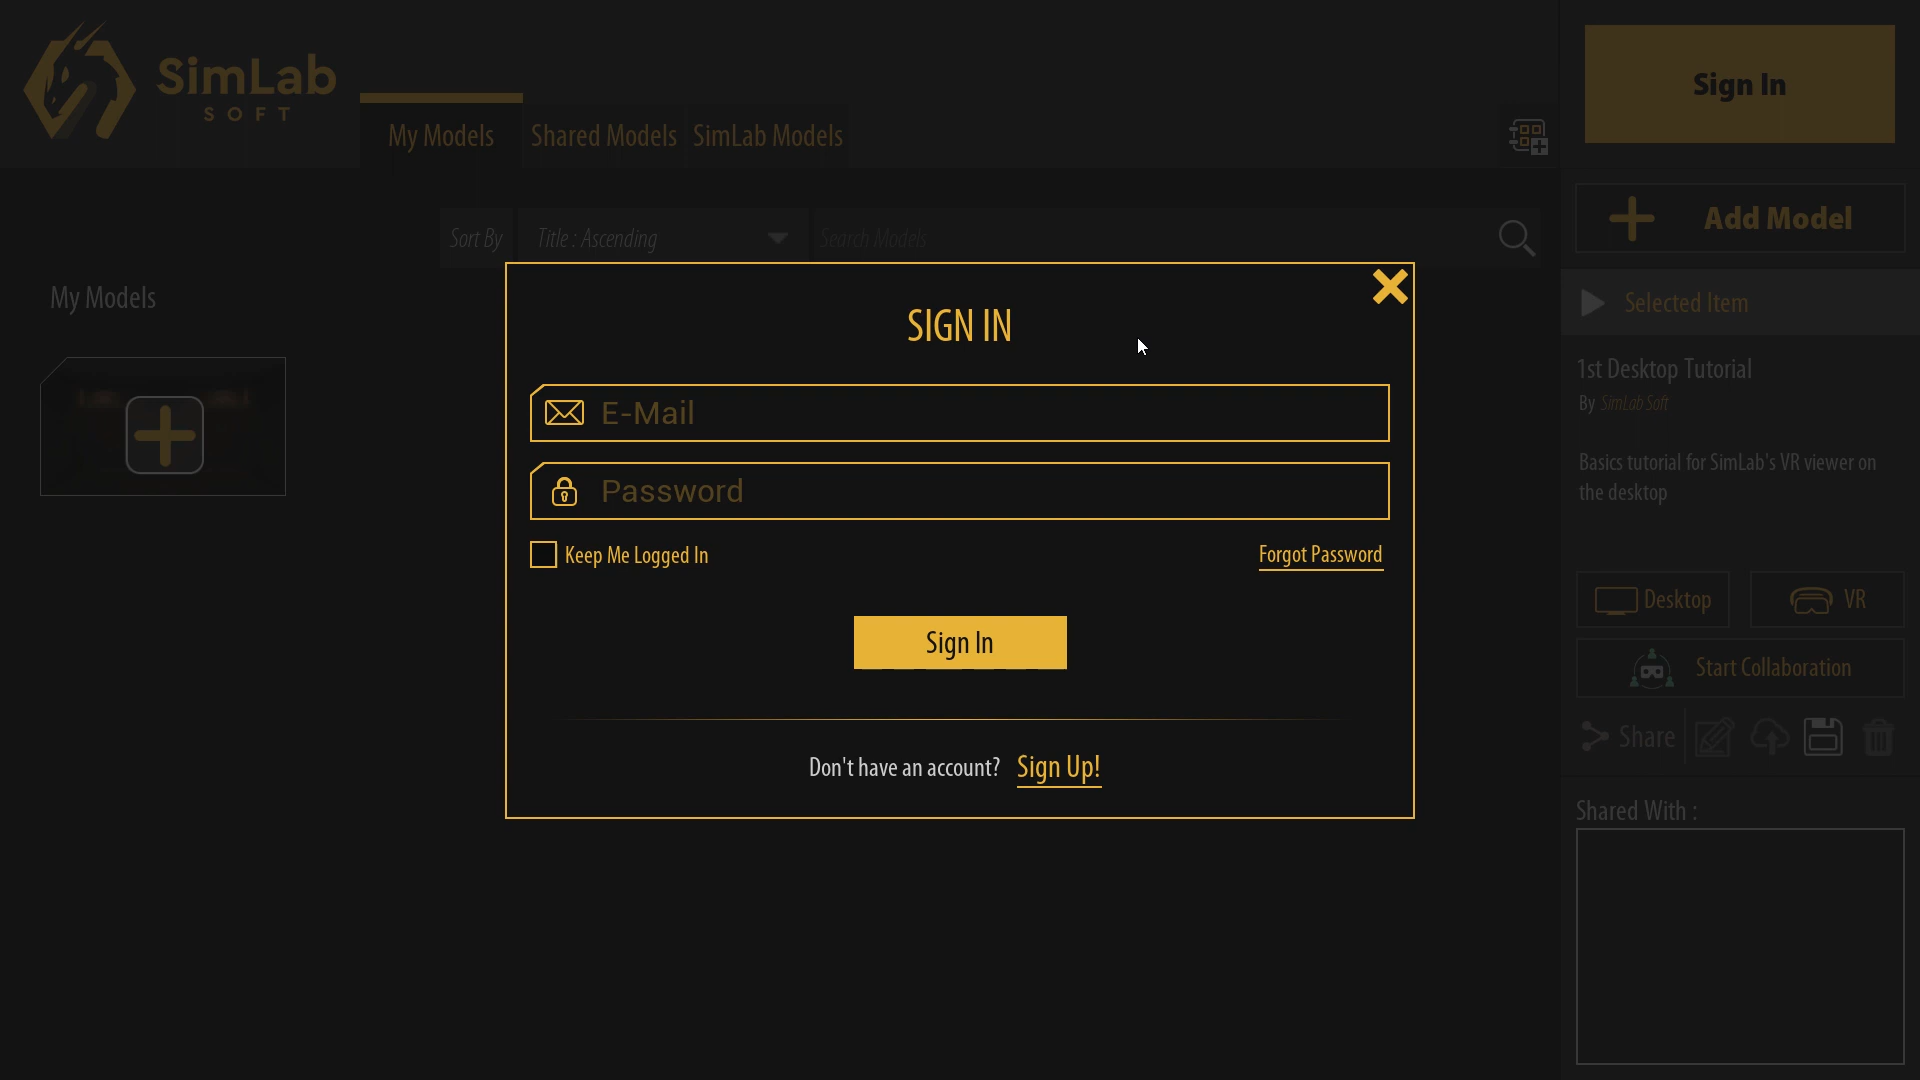 SimLab
SOFT
My Models
Shared Models
SimLab Models
Sign In
Add Model
Sort By
Title : Ascending
Search Models
Selected Item
My Models
1st Desktop Tutorial
By SimLab Soft
Basics tutorial for SimLab's VR viewer on
the desktop
SIGN IN
E-Mail
Password
Keep Me Logged In
Forgot Password
Sign In
Don't have an account? Sign Up!
Desktop
VR
Start Collaboration
Share
Shared With :